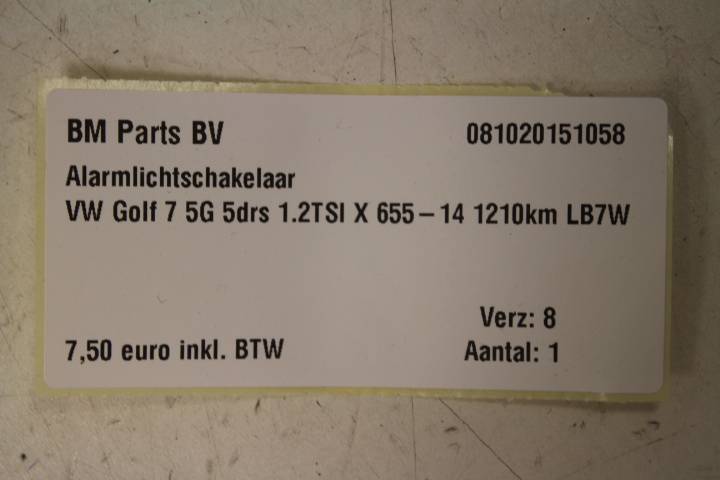 BM Parts BV 081020151058
Alarmlichtschakelaar
VW Golf 7 5G 5drs 1.2TSI X 655-14 1210km LB7W
Verz: 8
7,50 euro inkl. BTW Aantal: 1